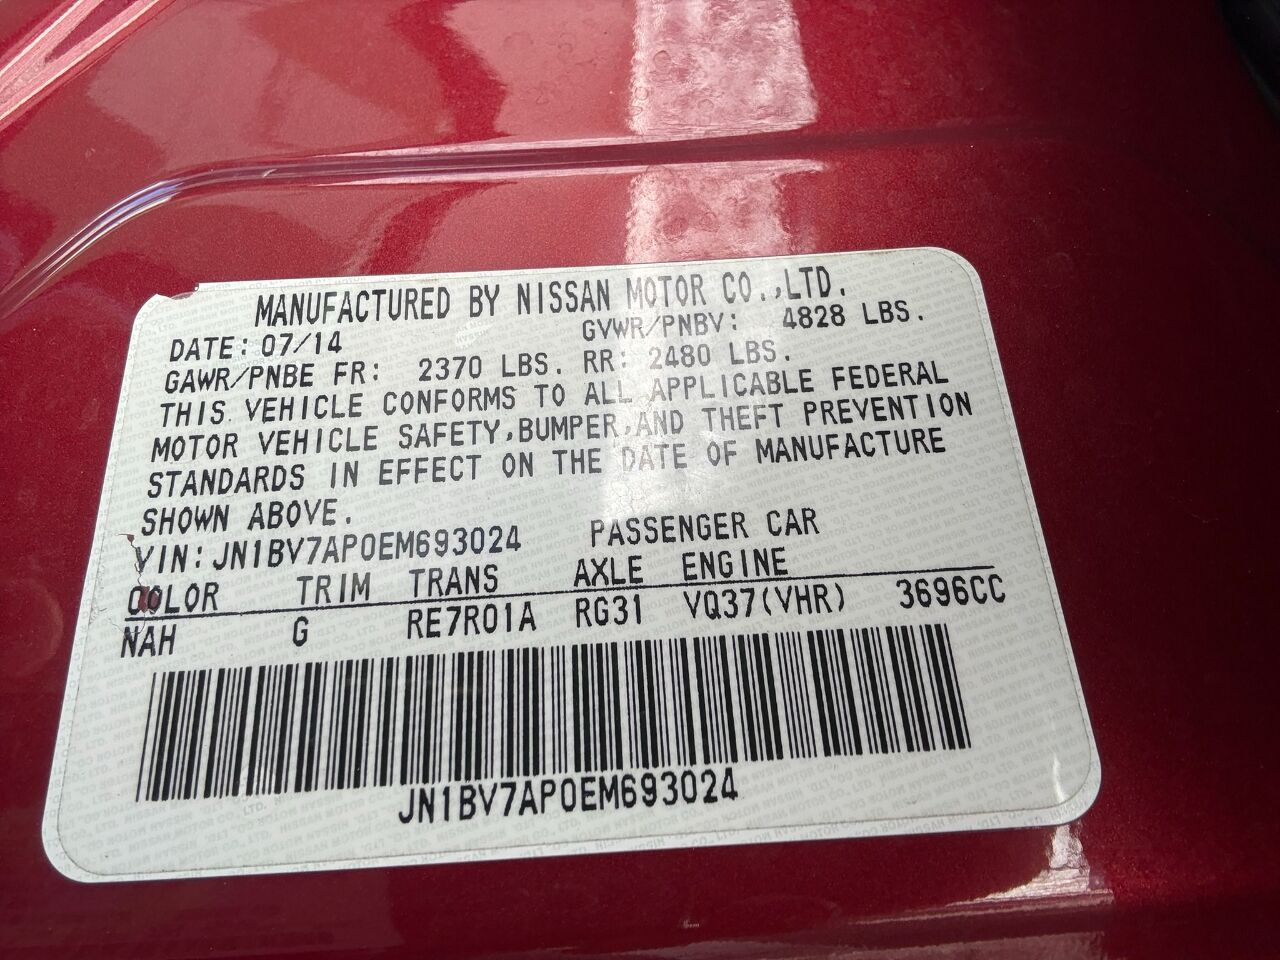 MANUFACTURED BY NISSAN MOTOR CO.,LTD.
DATE: 07/14 GVWR/PNBV: 4828 LBS.
GAWR/PNBE FR: 2370 LBS. RR: 2480 LBS.
THIS VEHICLE CONFORMS TO ALL APPLICABLE FEDERAL
MOTOR VEHICLE SAFETY,BUMPER,AND THEFT PREVENTION
STANDARDS IN EFFECT ON THE DATE OF MANUFACTURE
SHOWN ABOVE.
VIN: JN1BV7AP0EM693024 PASSENGER CAR
COLOR TRIM TRANS AXLE ENGINE
NAH G RE7R01A RG31 VQ37(VHR) 3696CC
JN1BV7AP0EM693024